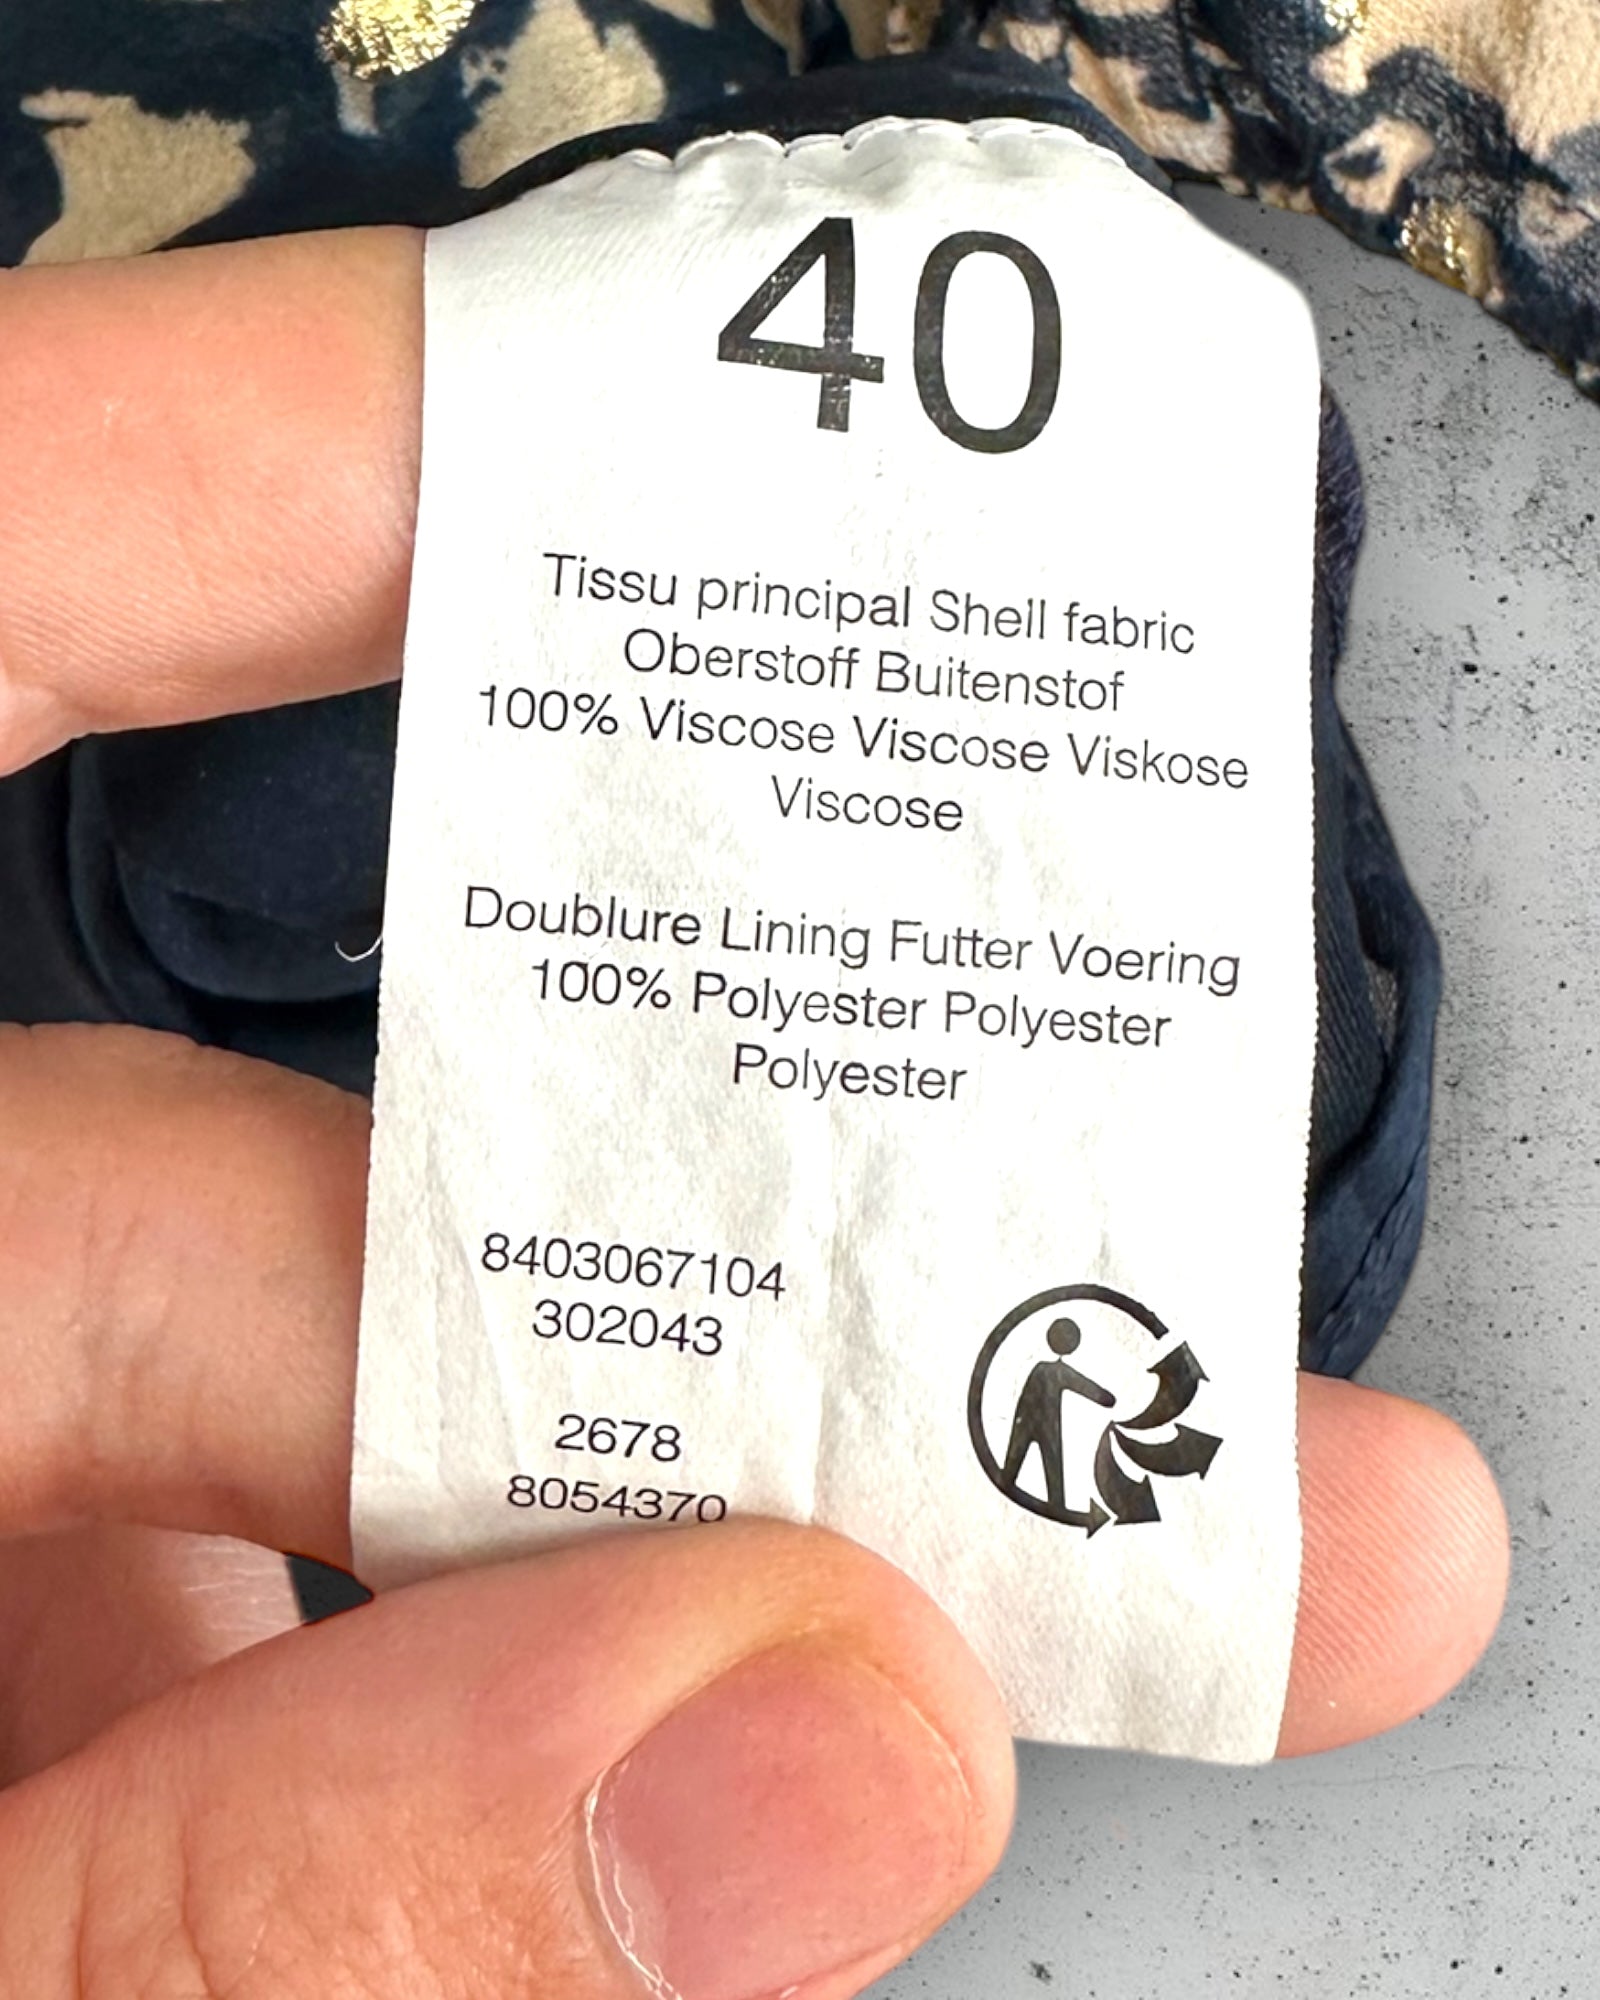 40
Tissu principal Shell fabric
Oberstoff Buitenstof
100% Viscose Viscose Viskose
Viscose
Doublure Lining Futter Voering
100% Polyester Polyester
Polyester
8403067104
302043
2678
8054370